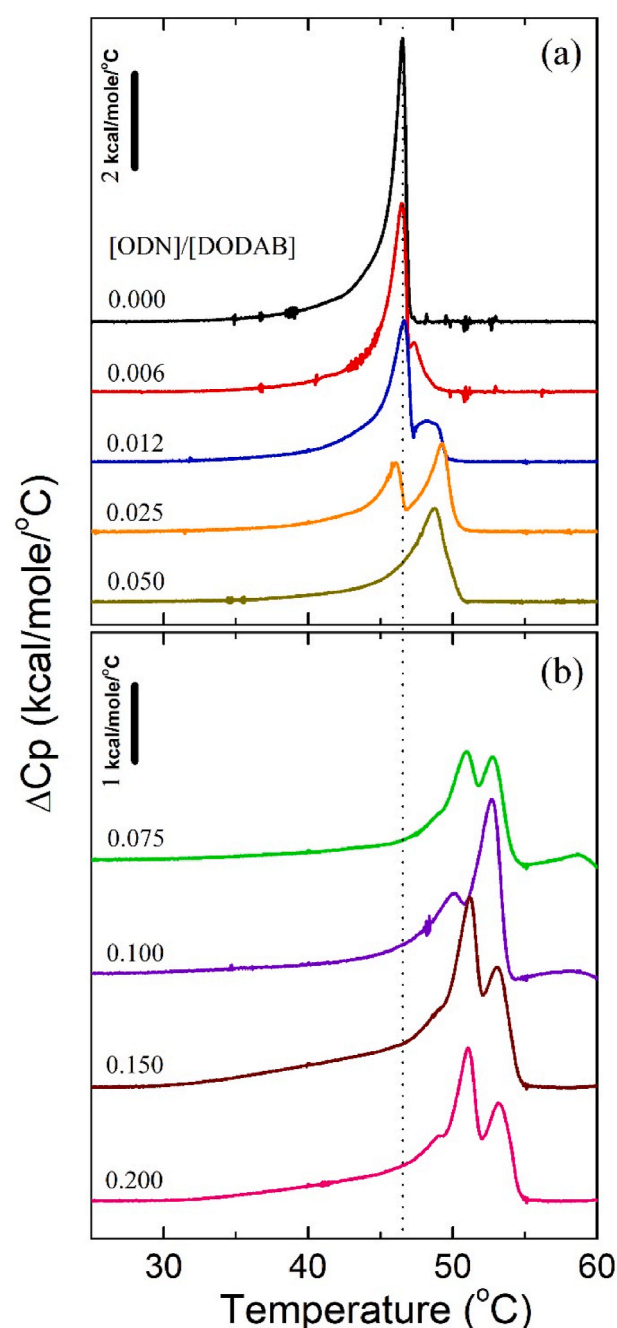 (a)
2 kcal/mole/°C
[ODN]/[DODAB]
0.000
0.006
0.012
0.025
0.050
ΔCp (kcal/mole/°C)
(b)
1 kcal/mole/°C
0.075
0.100
0.150
0.200
30 40 50 60
Temperature (°C)